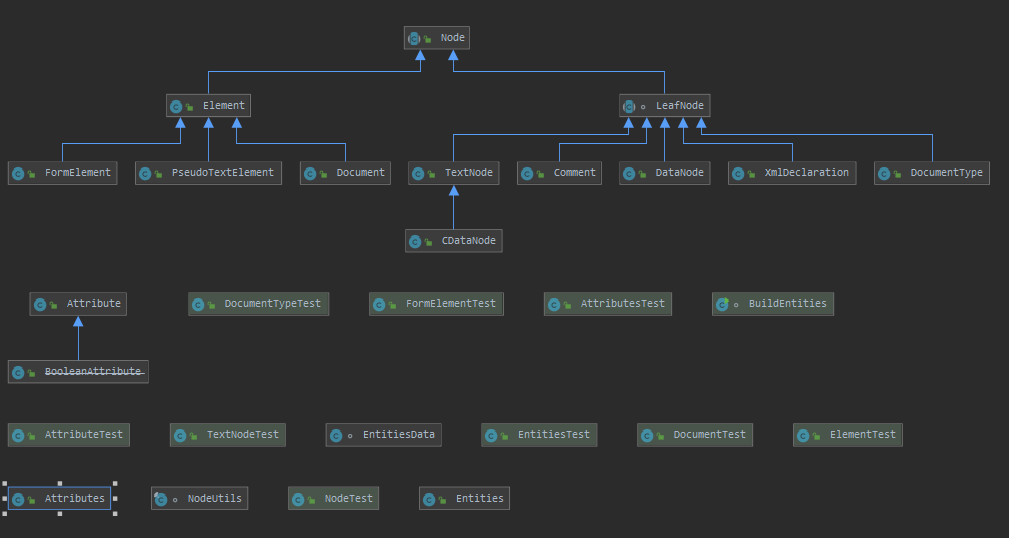 Node
Element LeafNode
FormElement PseudoTextElement Document TextNode Comment DataNode XmlDeclaration DocumentType
CDataNode
Attribute DocumentTypeTest FormElementTest AttributesTest BuildEntities
BooleanAttribute
AttributeTest TextNodeTest EntitiesData EntitiesTest DocumentTest ElementTest
Attributes NodeUtils NodeTest Entities